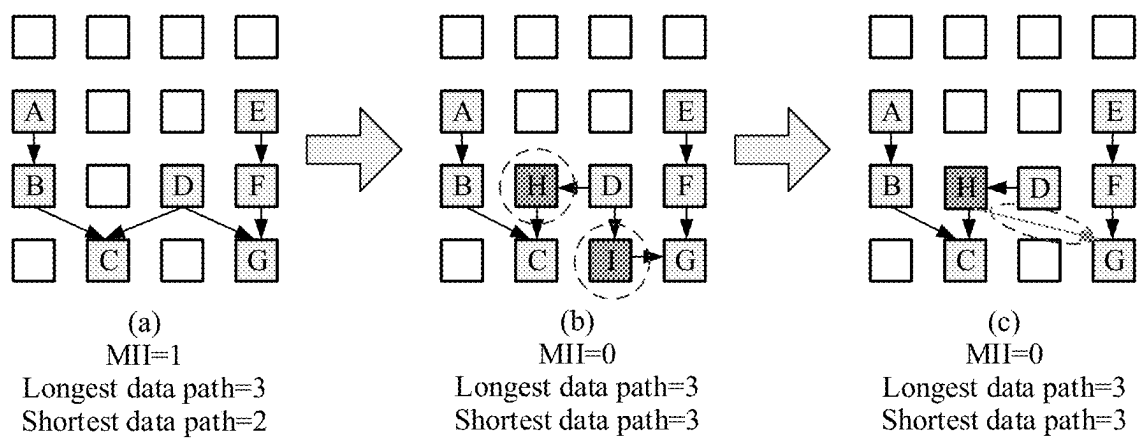 A E A E A E
B D F B H D F B H D F
C G C I G C G
(a) (b) (c)
MII=1 MII=0 MII=0
Longest data path=3 Longest data path=3 Longest data path=3
Shortest data path=2 Shortest data path=3 Shortest data path=3